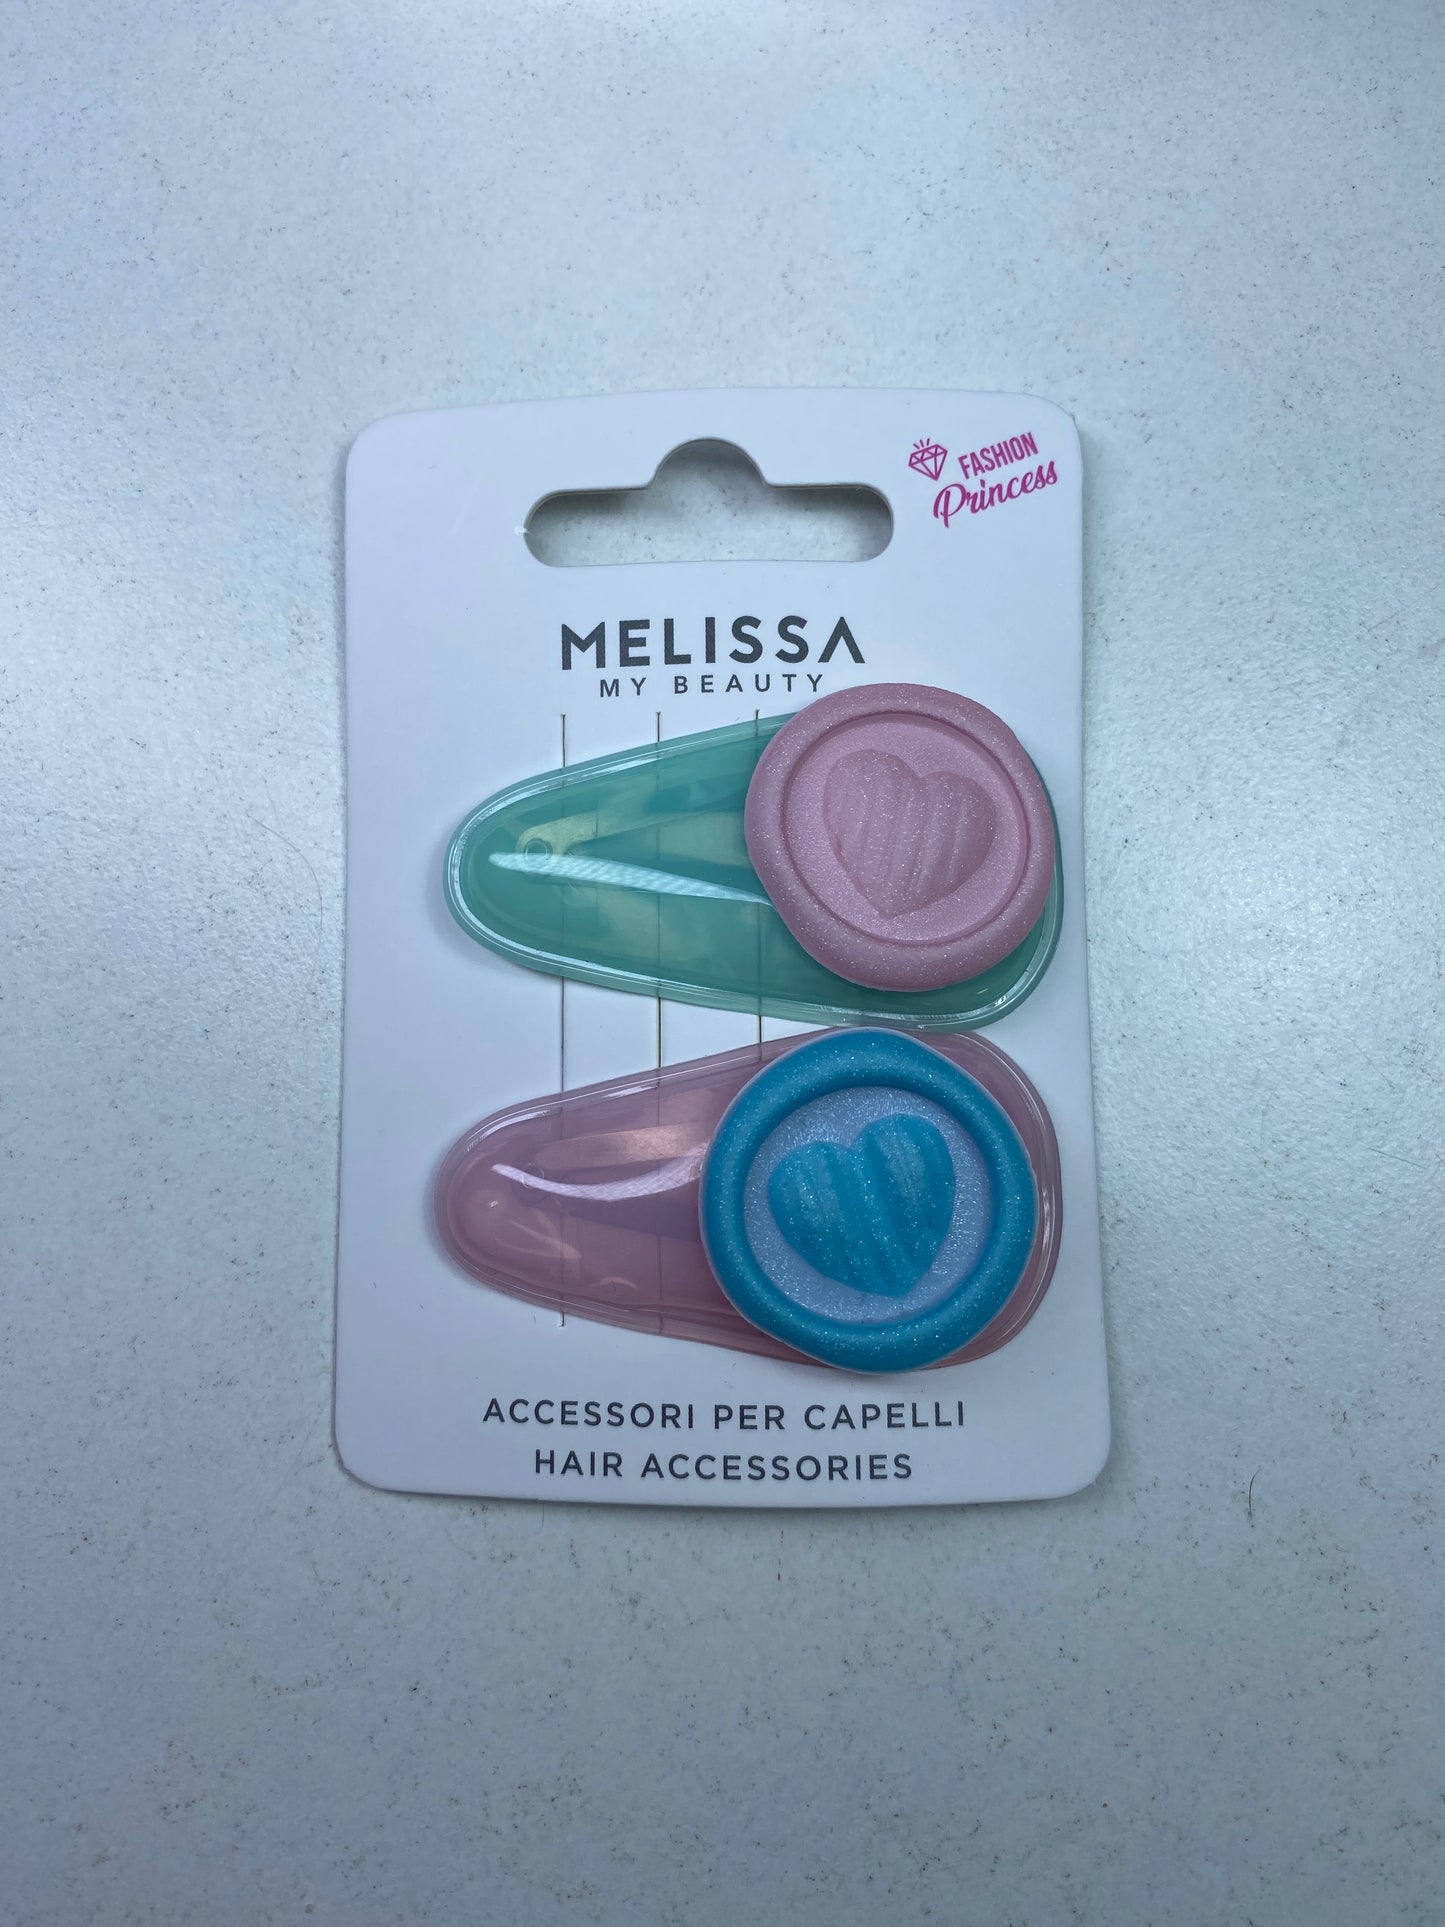 FASHION
Princess
MELISSA
MY BEAUTY
ACCESSORI PER CAPELLI
HAIR ACCESSORIES